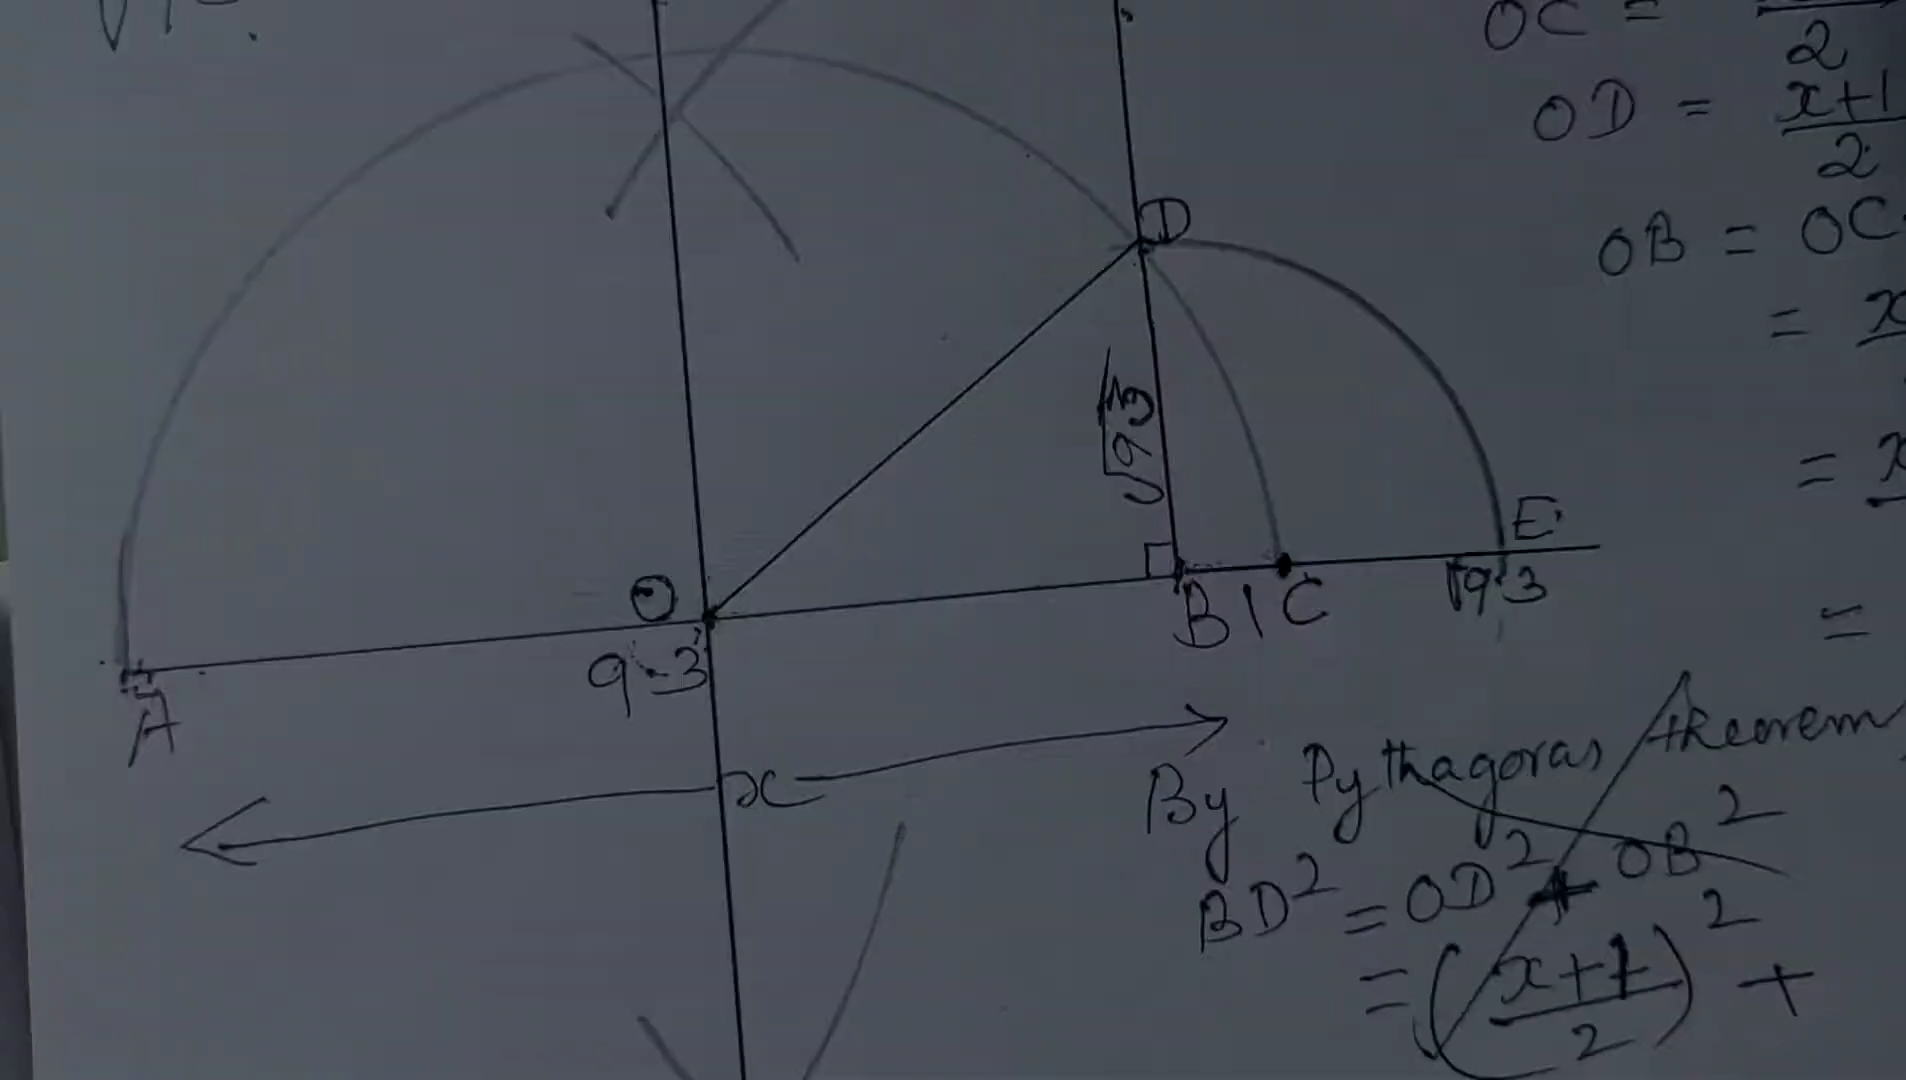 OC = 2
OD = x+1/2
OB = OC
= x
= x
=
D
√9.3
E
O
B 1 C
√9.3
9.3
A
x
By Pythagoras theorem,
BD² = OD² + OB²
= (x+1/2)² +